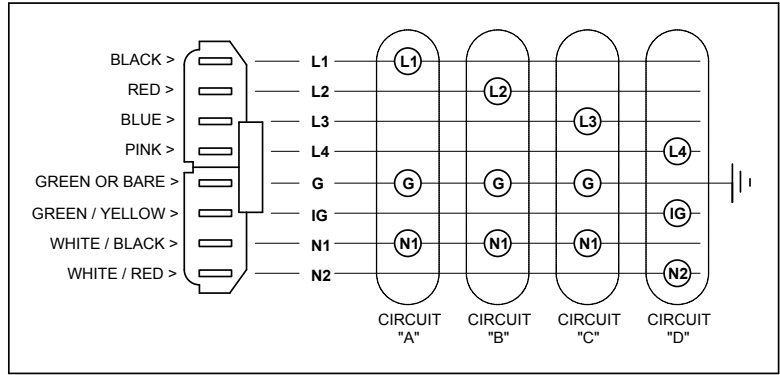 BLACK > L1 L1
RED > L2 L2
BLUE > L3 L3
PINK > L4 L4
GREEN OR BARE > G G G G
GREEN / YELLOW > IG IG
WHITE / BLACK > N1 N1 N1 N1
WHITE / RED > N2 N2
CIRCUIT CIRCUIT CIRCUIT CIRCUIT
"A" "B" "C" "D"